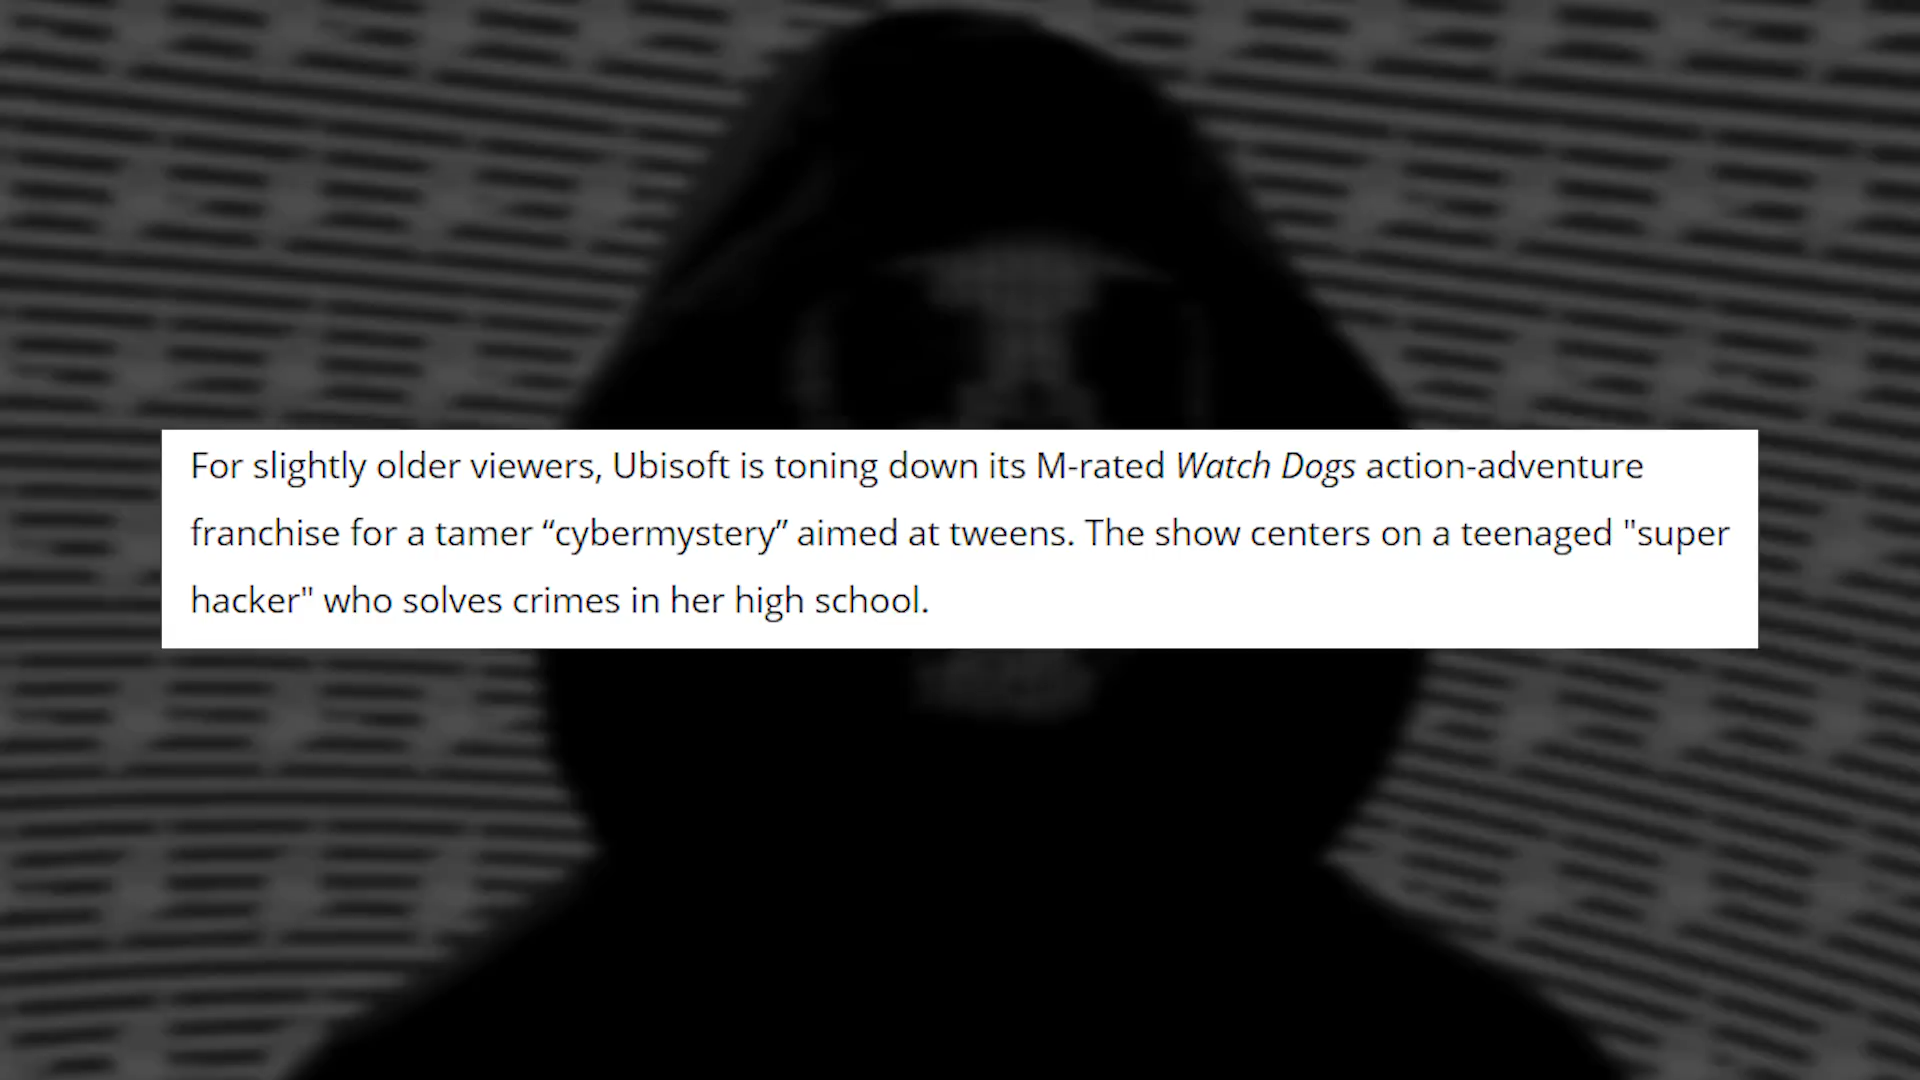 For slightly older viewers, Ubisoft is toning down its M-rated Watch Dogs action-adventure
franchise for a tamer “cybermystery” aimed at tweens. The show centers on a teenaged "super
hacker" who solves crimes in her high school.